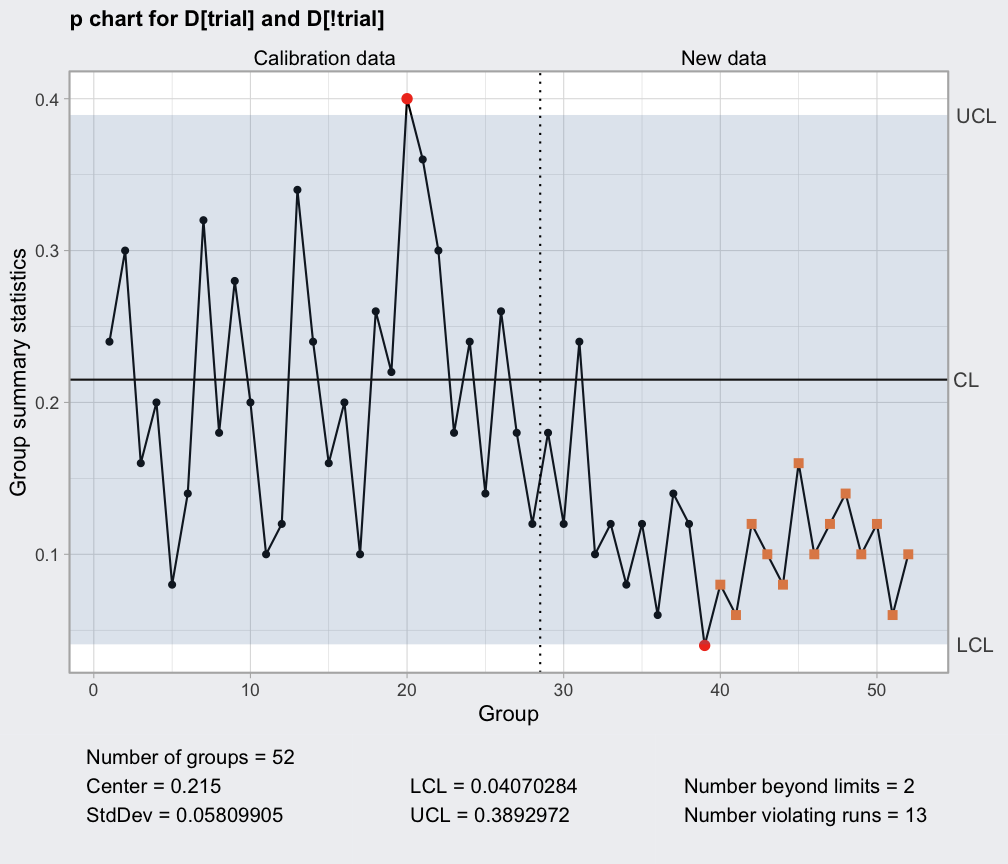 p chart for D[trial] and D[!trial]
Calibration data
New data
0.4
0.3
0.2
0.1
Group summary statistics
UCL
CL
LCL
0
10
20
30
40
50
Group
Number of groups = 52
Center = 0.215
LCL = 0.04070284
Number beyond limits = 2
StdDev = 0.05809905
UCL = 0.3892972
Number violating runs = 13